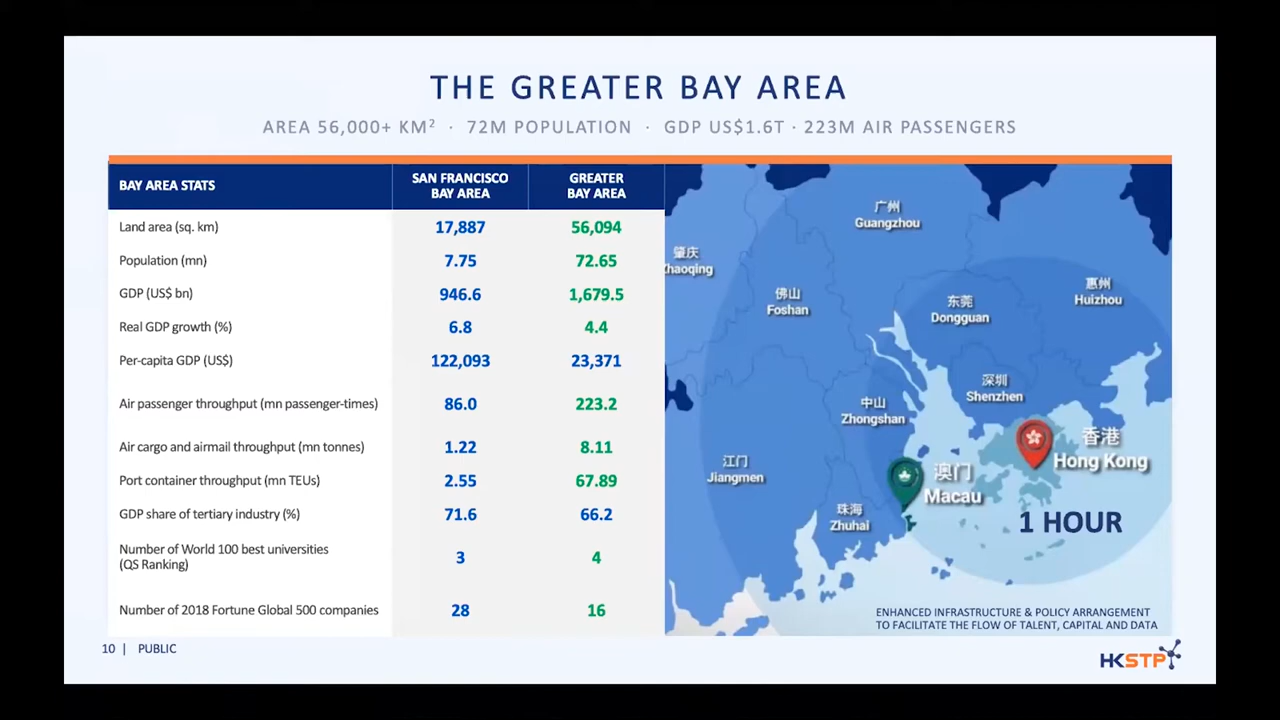 THE GREATER BAY AREA
AREA 56,000+ KM² · 72M POPULATION · GDP US$1.6T · 223M AIR PASSENGERS
BAY AREA STATS
SAN FRANCISCO
BAY AREA
GREATER
BAY AREA
Land area (sq. km) 17,887 56,094
Population (mn) 7.75 72.65
GDP (US$ bn) 946.6 1,679.5
Real GDP growth (%) 6.8 4.4
Per-capita GDP (US$) 122,093 23,371
Air passenger throughput (mn passenger-times) 86.0 223.2
Air cargo and airmail throughput (mn tonnes) 1.22 8.11
Port container throughput (mn TEUs) 2.55 67.89
GDP share of tertiary industry (%) 71.6 66.2
Number of World 100 best universities
(QS Ranking) 3 4
Number of 2018 Fortune Global 500 companies 28 16
广州
Guangzhou
肇庆
Zhaoqing
惠州
Huizhou
佛山
Foshan
东莞
Dongguan
深圳
Shenzhen
中山
Zhongshan
香港
Hong Kong
江门
Jiangmen
澳门
Macau
珠海
Zhuhai
1 HOUR
ENHANCED INFRASTRUCTURE & POLICY ARRANGEMENT
TO FACILITATE THE FLOW OF TALENT, CAPITAL AND DATA
10 | PUBLIC
HKSTP